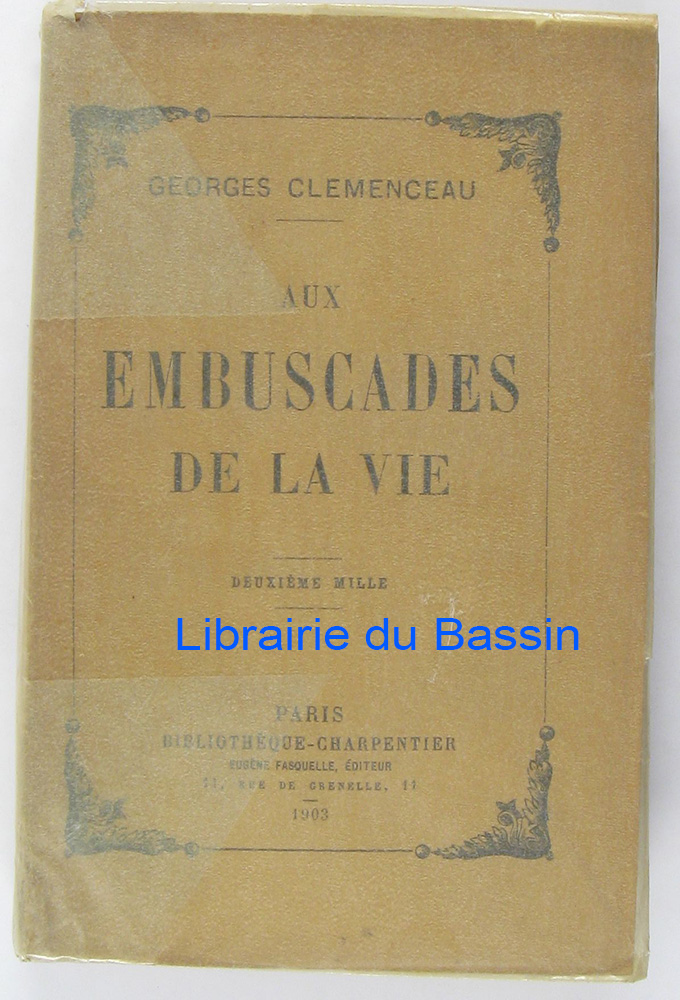 GEORGES CLEMENCEAU
AUX
EMBUSCADES
DE LA VIE
DEUXIÈME MILLE
Librairie du Bassin
PARIS
BIBLIOTHÈQUE-CHARPENTIER
EUGÈNE FASQUELLE, ÉDITEUR
11, RUE DE GRENELLE, 11
1903